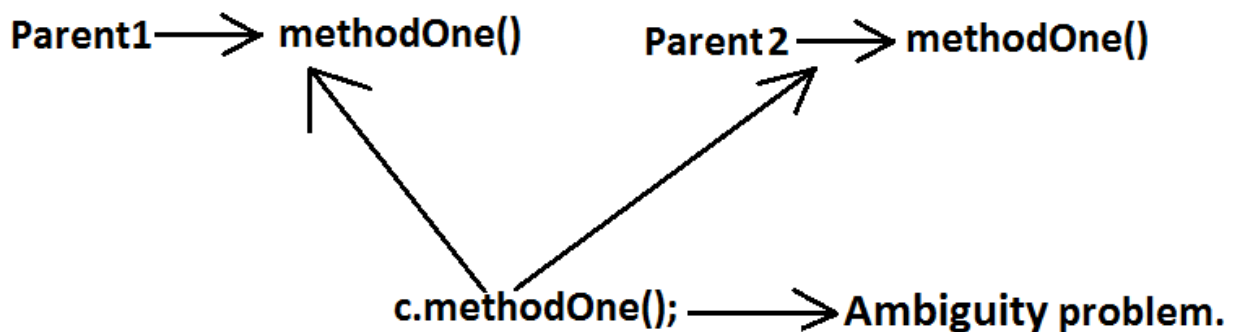 Parent1 methodOne()
Parent2 methodOne()
c.methodOne(); Ambiguity problem.